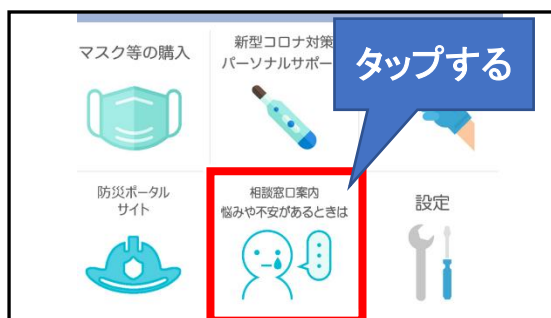 マスク等の購入
新型コロナ対策
パーソナルサポー
タップする
防災ポータル
サイト
相談窓口案内
悩みや不安があるときは
設定